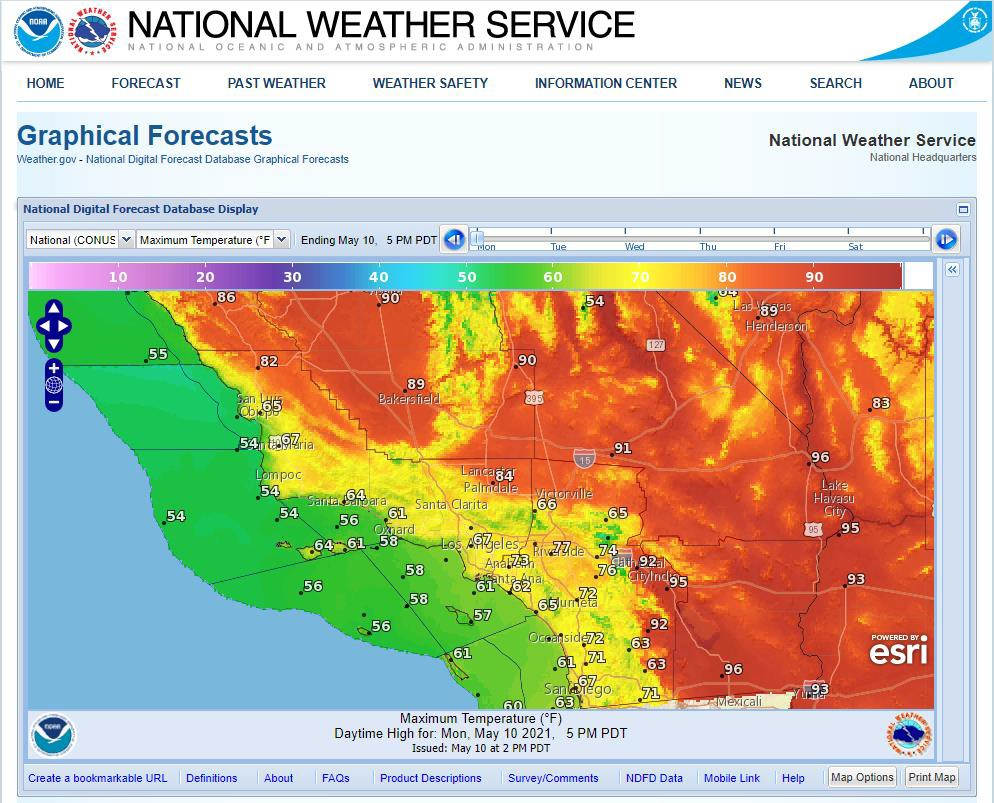 NATIONAL WEATHER SERVICE
NATIONAL OCEANIC AND ATMOSPHERIC ADMINISTRATION
HOME FORECAST PAST WEATHER WEATHER SAFETY INFORMATION CENTER NEWS SEARCH ABOUT
Graphical Forecasts
Weather.gov - National Digital Forecast Database Graphical Forecasts
National Weather Service
National Headquarters
National Digital Forecast Database Display
National (CONUS Maximum Temperature (°F Ending May 10, 5 PM PDT
Mon Tue Wed Thu Fri Sat
10 20 30 40 50 60 70 80 90
86 90 54 64
Las Vegas
89
Henderson
127
55 82 90
89
Bakersfield
395
83
San Luis
Obispo
65
54 67
Santa Maria
91
15
96
Lompoc
54
Lancaster
84
Palmdale
Victorville
Lake
Havasu
City
Santa Barbara
64
Santa Clarita
66
54 54 56 61 65
Oxnard
95 95
64 61 58
Los Angeles
67
Riverside
77 74
Anaheim
73
92
Cathedral
City Indio
76 95 93
Santa Ana
56 58 61 62 72
58 65
Murrieta
57
56
92
Oceanside
72 63
61 61 71 63 96
67
San Diego
71
93
Yuma
60 63
Mexicali
POWERED BY
esri
Maximum Temperature (°F)
Daytime High for: Mon, May 10 2021, 5 PM PDT
Issued: May 10 at 2 PM PDT
Create a bookmarkable URL Definitions About FAQs Product Descriptions Survey/Comments NDFD Data Mobile Link Help Map Options Print Map